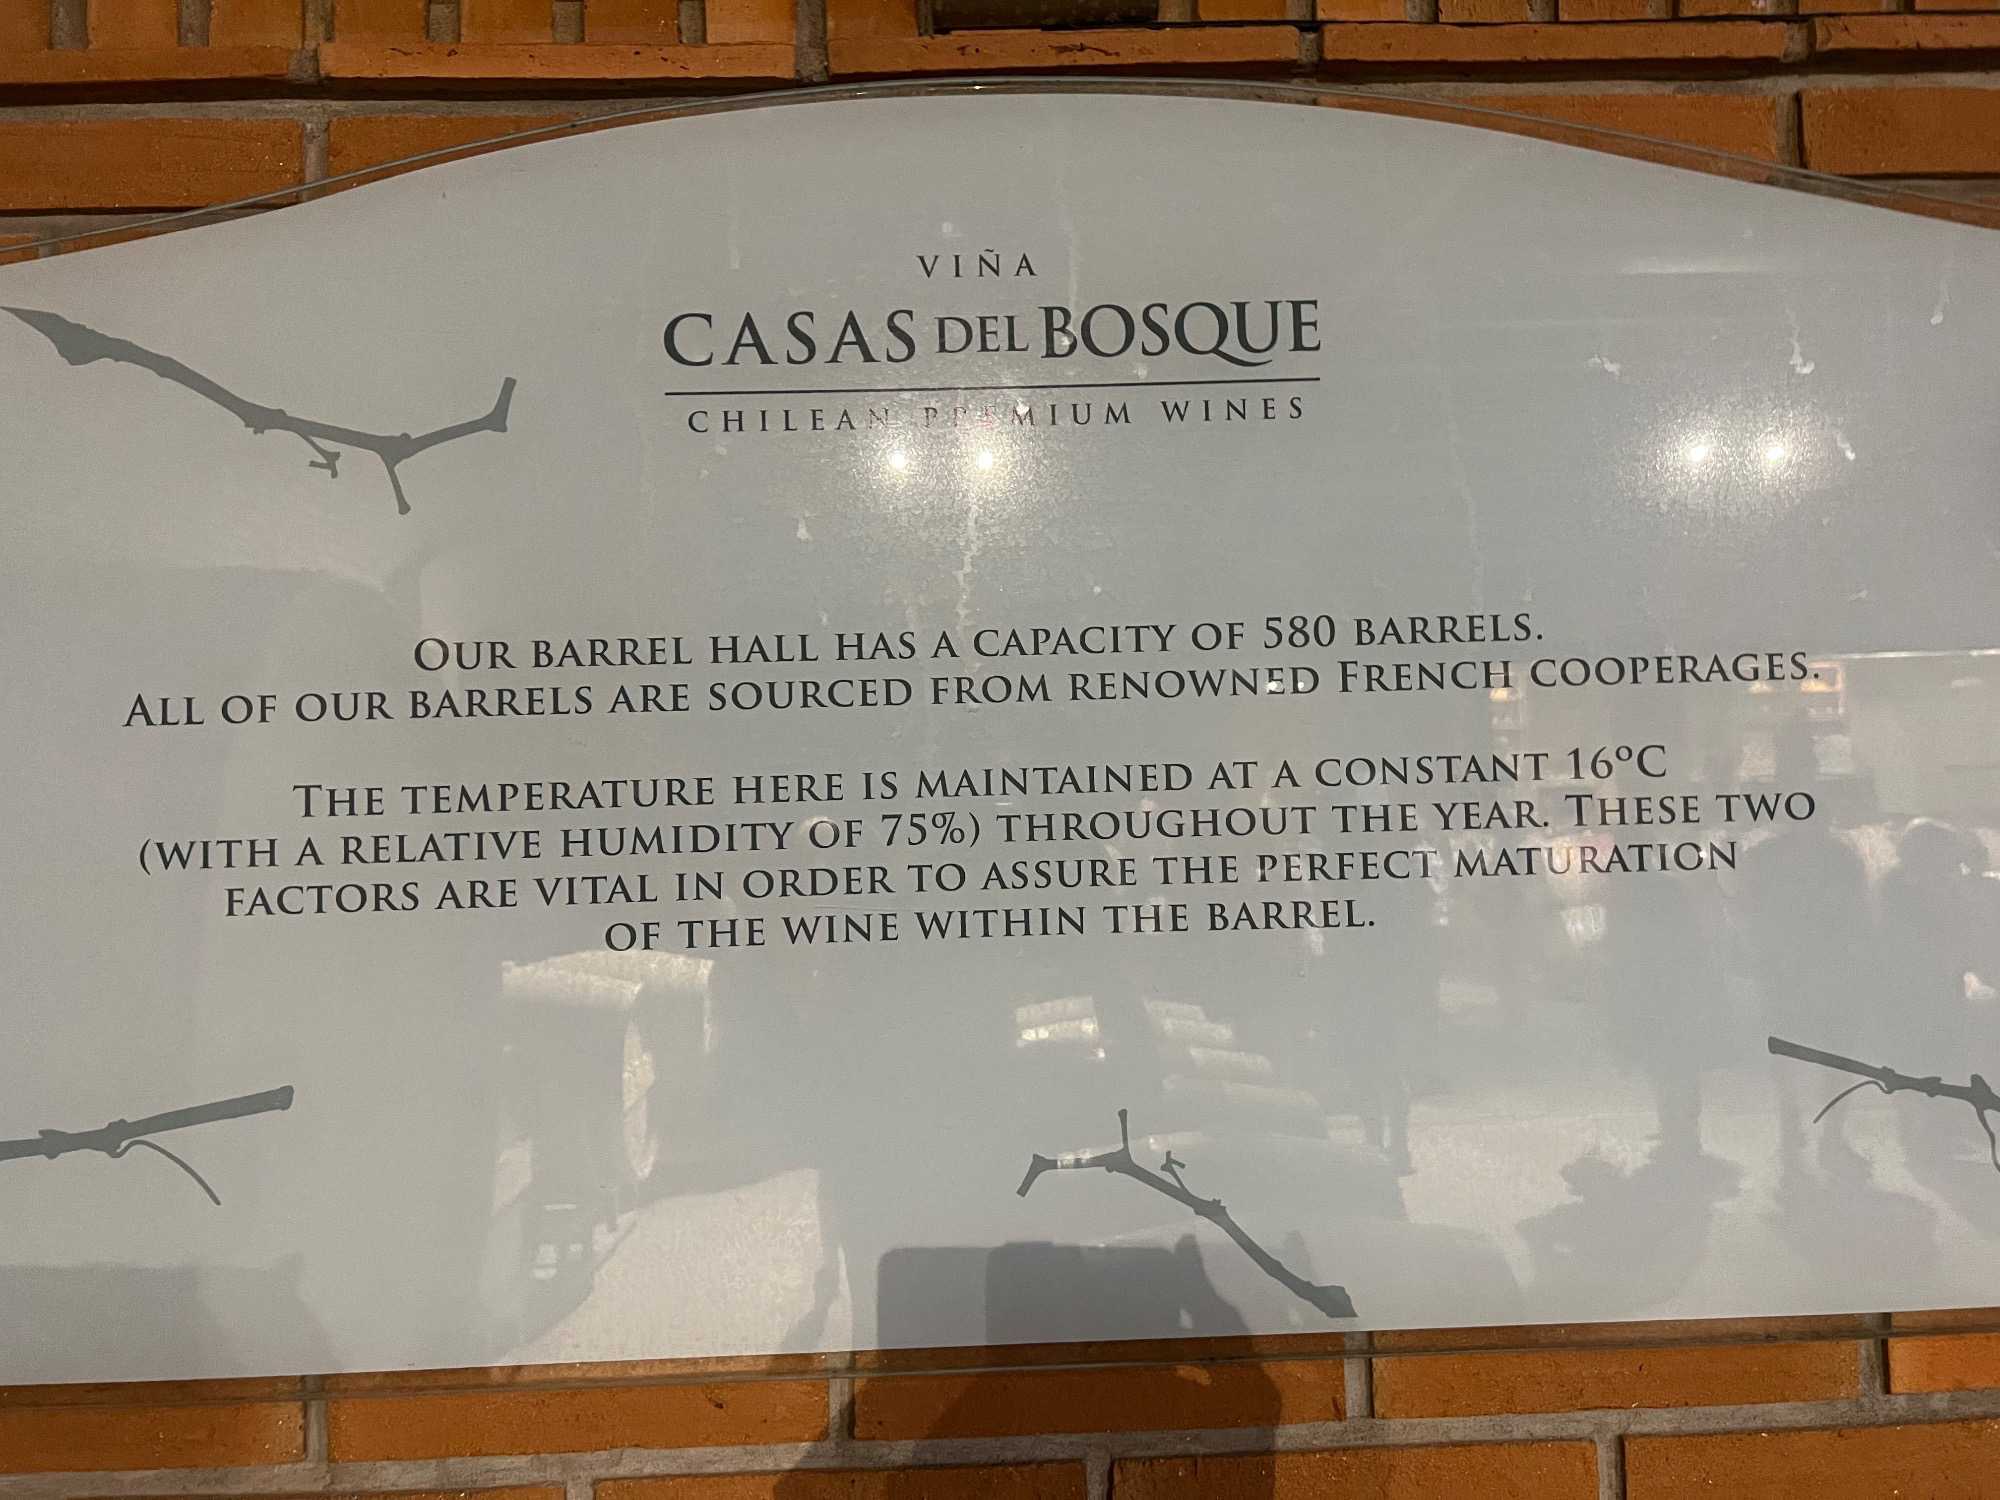 VIÑA
CASAS DEL BOSQUE
CHILEAN PREMIUM WINES
OUR BARREL HALL HAS A CAPACITY OF 580 BARRELS.
ALL OF OUR BARRELS ARE SOURCED FROM RENOWNED FRENCH COOPERAGES.
THE TEMPERATURE HERE IS MAINTAINED AT A CONSTANT 16ºC
(WITH A RELATIVE HUMIDITY OF 75%) THROUGHOUT THE YEAR. THESE TWO
FACTORS ARE VITAL IN ORDER TO ASSURE THE PERFECT MATURATION
OF THE WINE WITHIN THE BARREL.